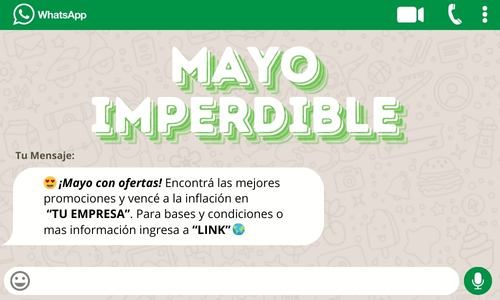 WhatsApp
MAYO
IMPERDIBLE
Tu Mensaje:
¡Mayo con ofertas! Encontrá las mejores
promociones y vencé a la inflación en
“TU EMPRESA”. Para bases y condiciones o
mas información ingresa a “LINK”